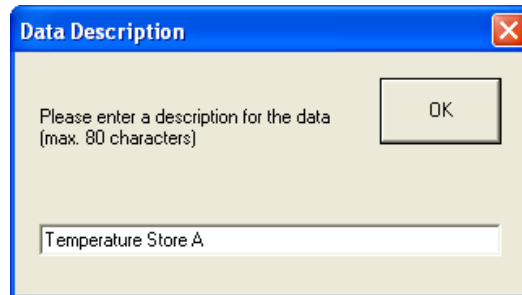 Data Description
Please enter a description for the data
(max. 80 characters)
OK
Temperature Store A